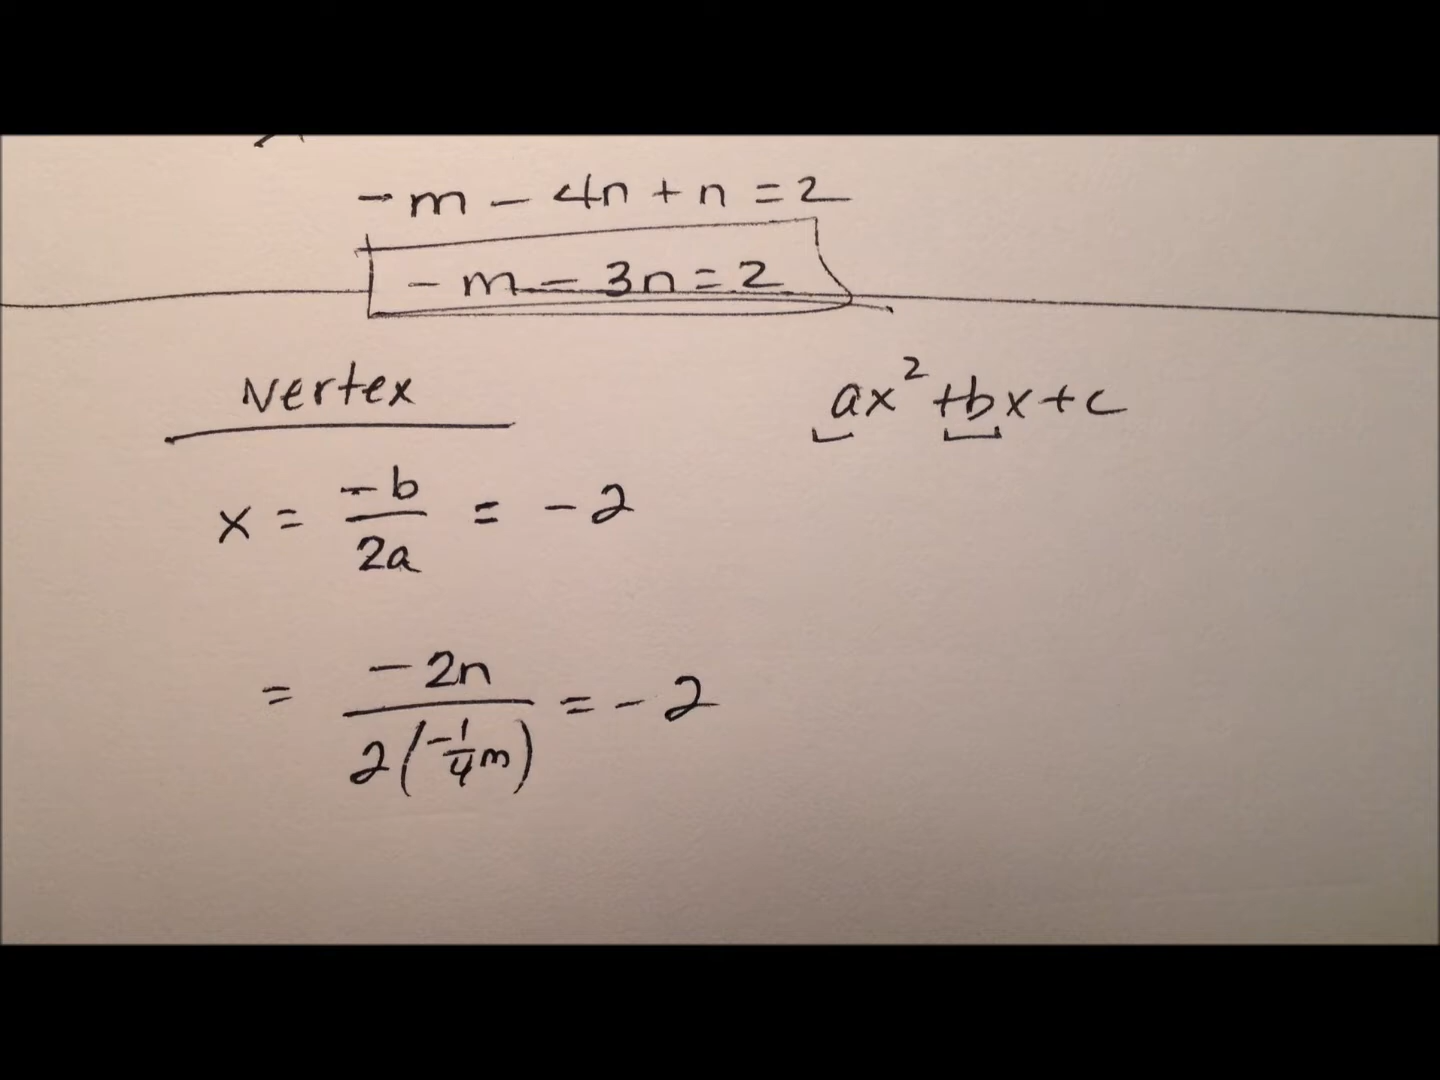 -m - 4n + n = 2
-m - 3n = 2
Vertex
ax² + bx + c
x = -b/2a = -2
= -2n/2(-1/4m) = -2